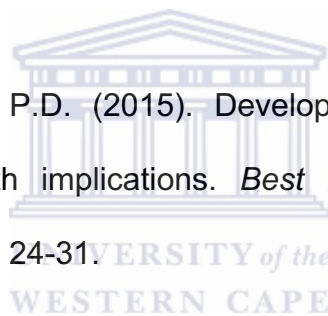 P.D. (2015). Develop
h implications. Best
24-31.
UNIVERSITY of the
WESTERN CAPE